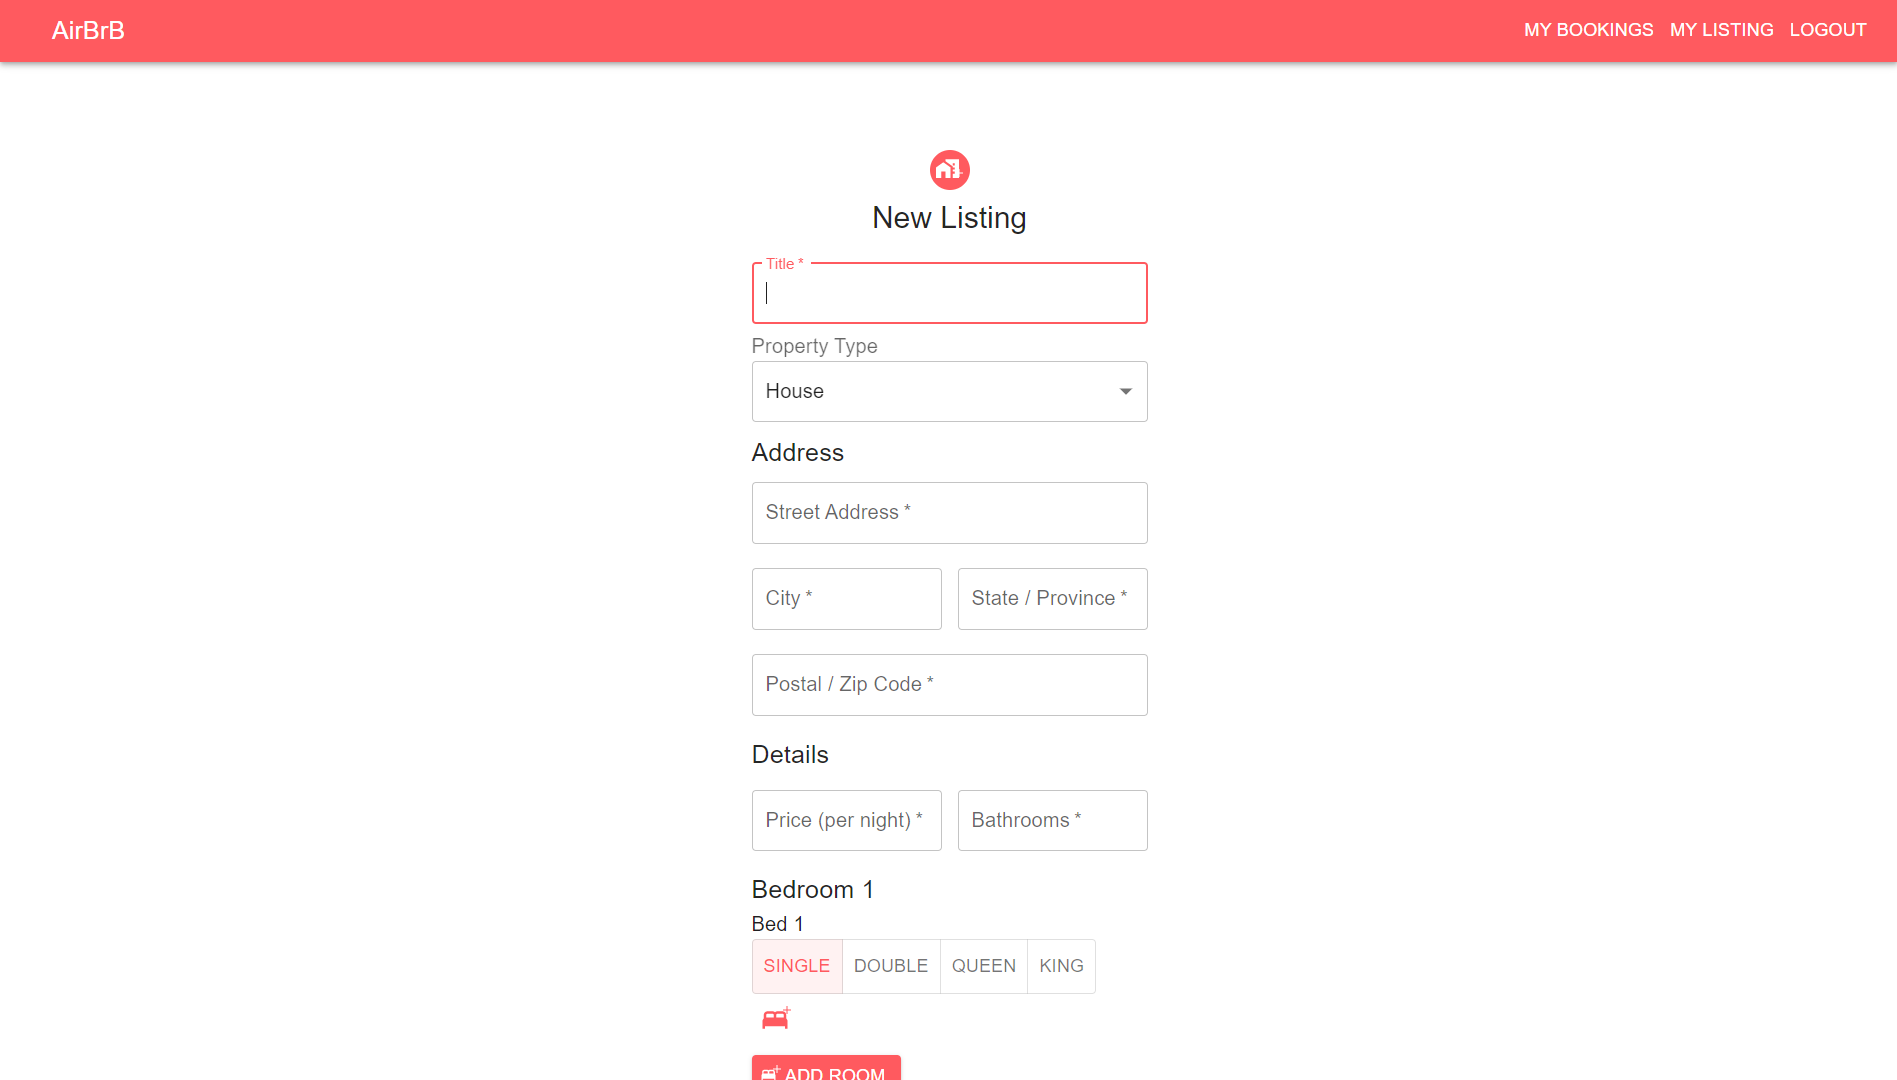 AirBrB
MY BOOKINGS MY LISTING LOGOUT
New Listing
Title *
Property Type
House
Address
Street Address *
City * State / Province *
Postal / Zip Code *
Details
Price (per night) * Bathrooms *
Bedroom 1
Bed 1
SINGLE DOUBLE QUEEN KING
ADD ROOM